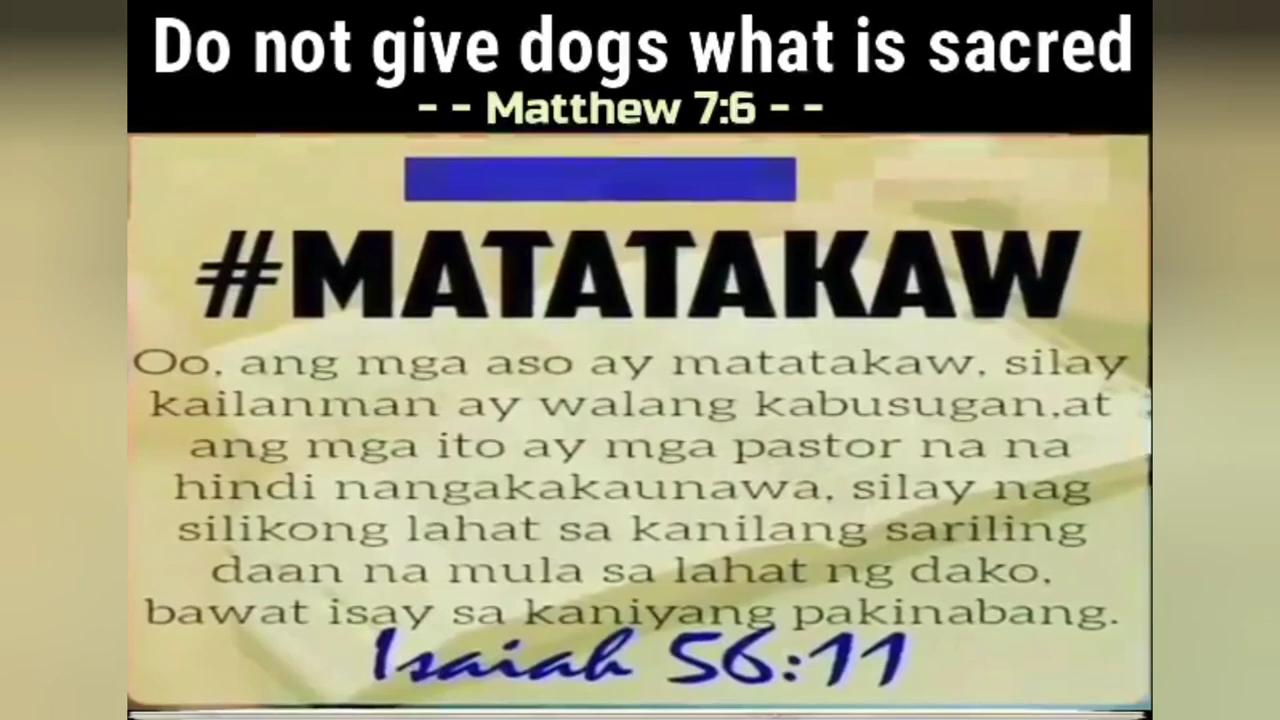 Do not give dogs what is sacred
- - Matthew 7:6 - -
#MATATAKAW
Oo, ang mga aso ay matatakaw, silay
kailanman ay walang kabusugan,at
ang mga ito ay mga pastor na na
hindi nangakakaunawa, silay nag
silikong lahat sa kanilang sariling
daan na mula sa lahat ng dako,
bawat isay sa kaniyang pakinabang.
Isaiah 56:11